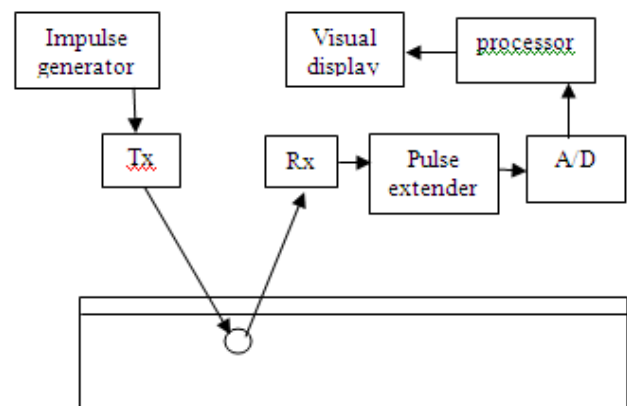 Impulse
generator
Visual
display
processor
Tx
Rx
Pulse
extender
A/D